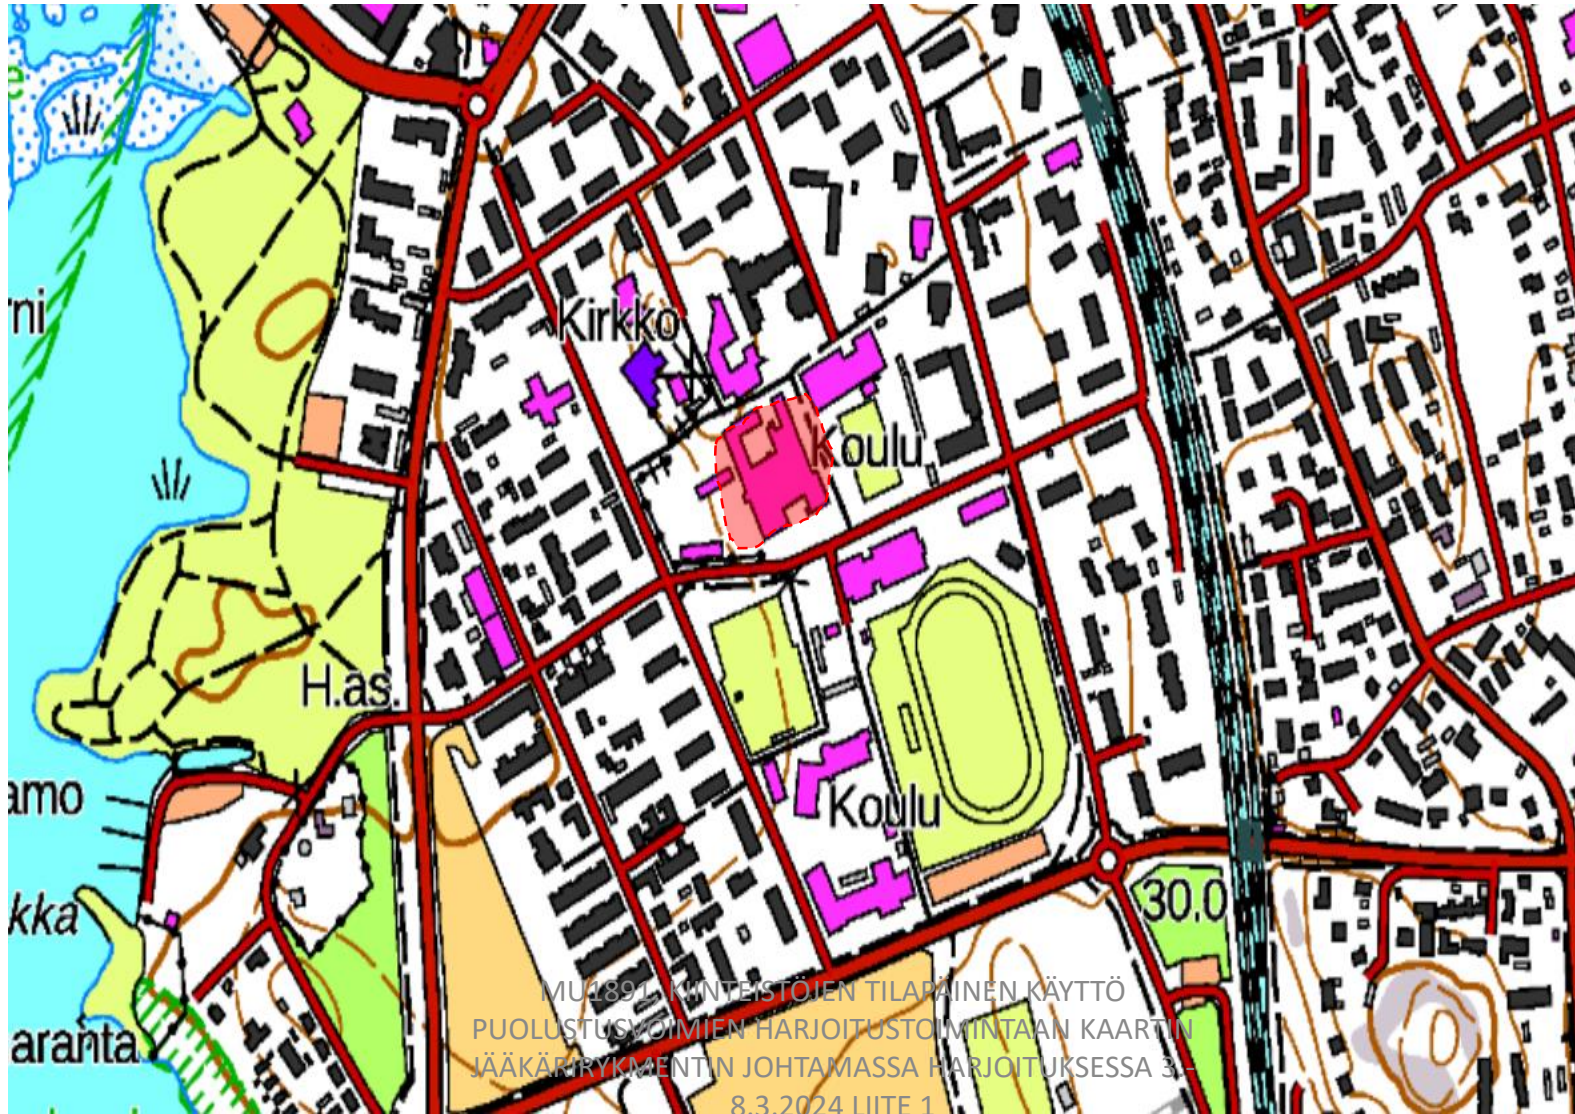 rni
Kirkko
Koulu
H.as.
amo
Koulu
kka
30.0
MU1891, KIINTEISTÖJEN TILAPÄINEN KÄYTTÖ
PUOLUSTUSVOIMIEN HARJOITUSTOIMINTAAN KAARTIN
JÄÄKÄRIRYKMENTIN JOHTAMASSA HARJOITUKSESSA 3.-
aranta
8.3.2024 LIITE 1